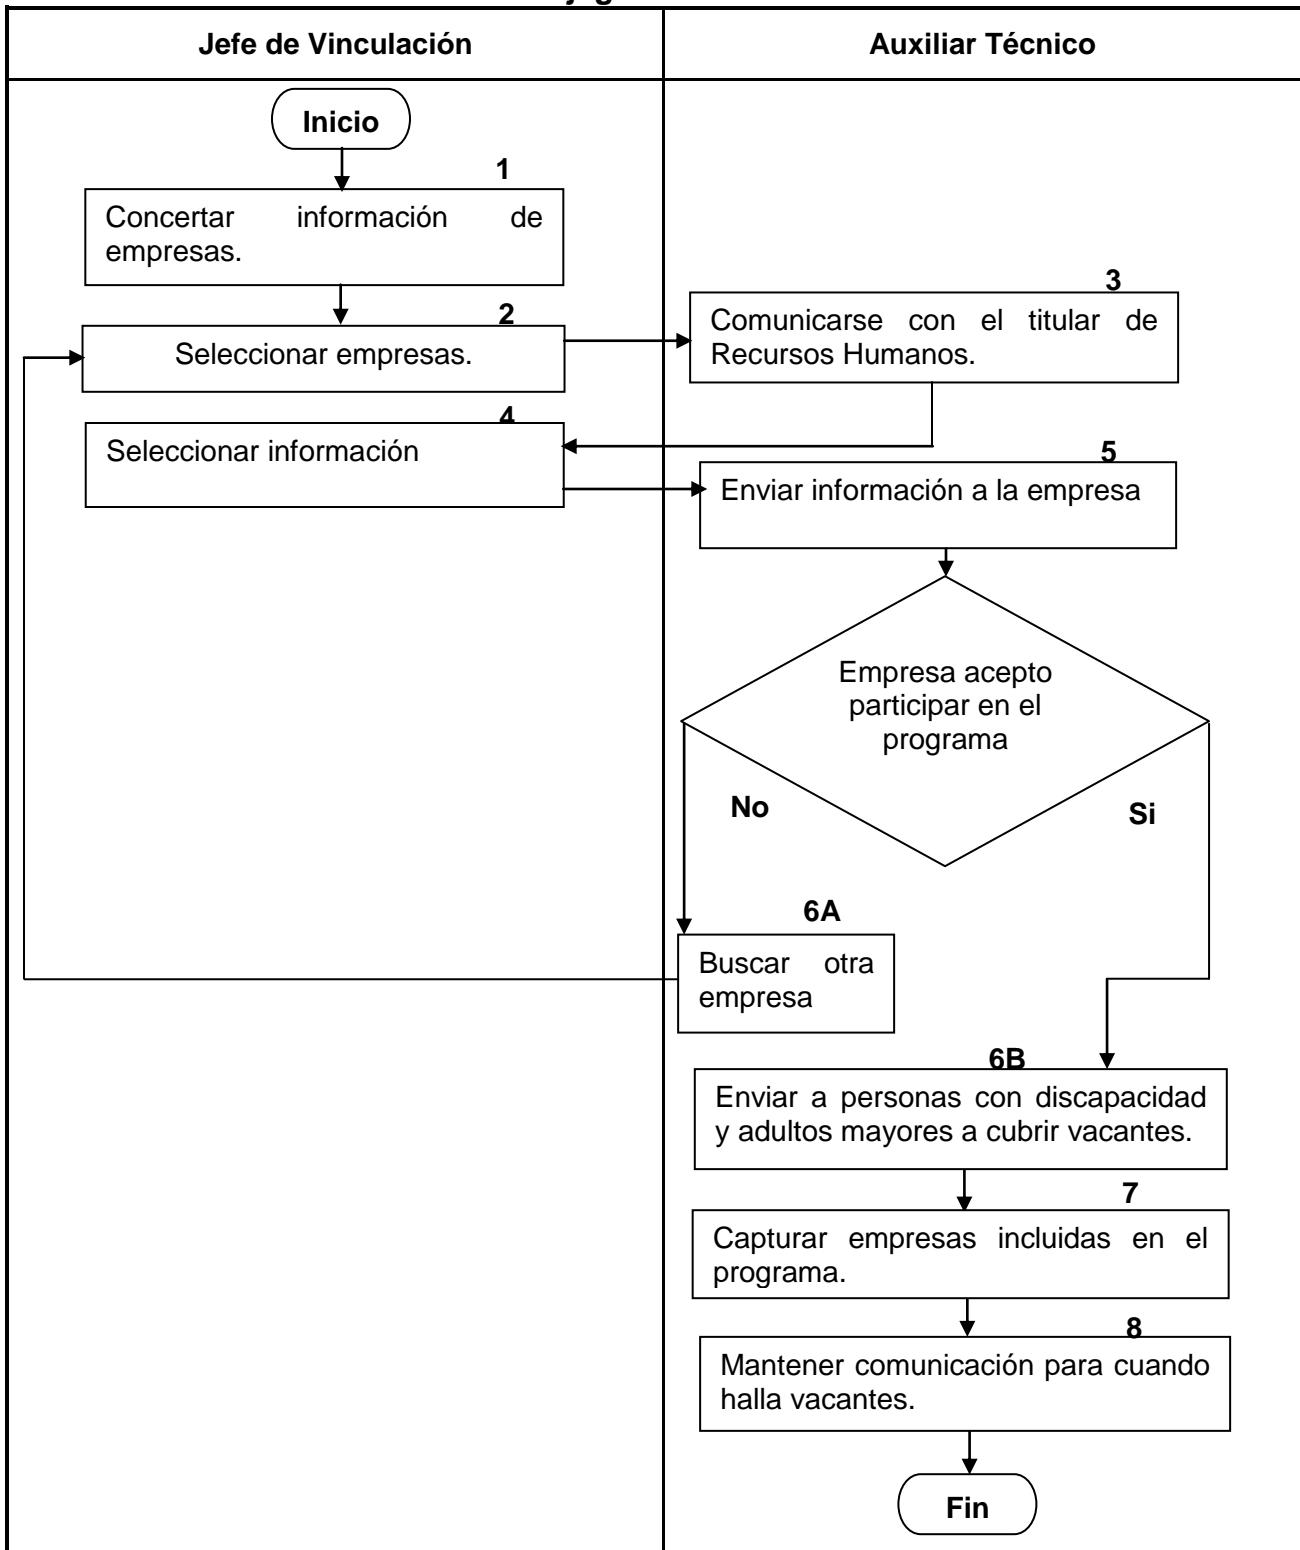 Jefe de Vinculación
Auxiliar Técnico
Inicio
1
Concertar información de
empresas.
2
Seleccionar empresas.
3
Comunicarse con el titular de
Recursos Humanos.
4
Seleccionar información
5
Enviar información a la empresa
Empresa acepto
participar en el
programa
No
Si
6A
Buscar otra
empresa
6B
Enviar a personas con discapacidad
y adultos mayores a cubrir vacantes.
7
Capturar empresas incluidas en el
programa.
8
Mantener comunicación para cuando
halla vacantes.
Fin